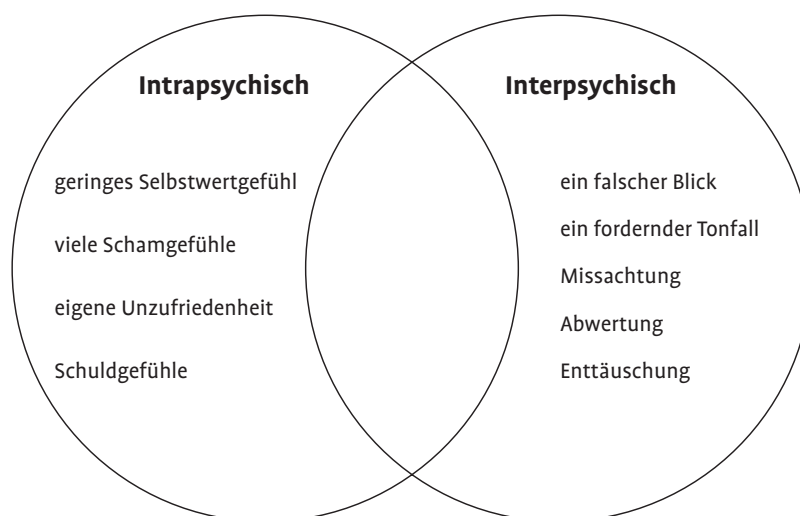 Intrapsychisch
geringes Selbstwertgefühl
viele Schamgefühle
eigene Unzufriedenheit
Schuldgefühle
Interpsychisch
ein falscher Blick
ein fordernder Tonfall
Missachtung
Abwertung
Enttäuschung